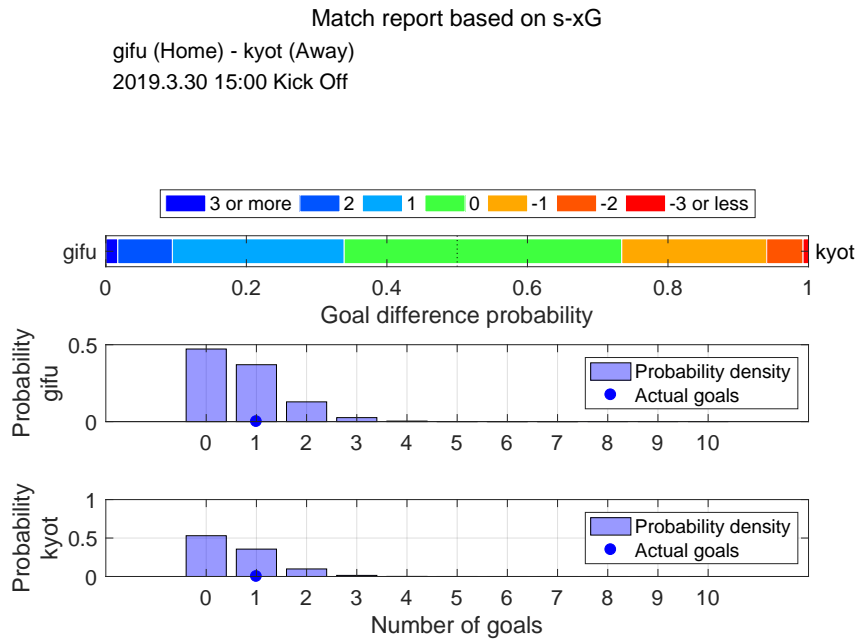 Match report based on s-xG
gifu (Home) - kyot (Away)
2019.3.30 15:00 Kick Off
3 or more 2 1 0 -1 -2 -3 or less
gifu kyot
0 0.2 0.4 0.6 0.8 1
Goal difference probability
Probability
gifu
0.5
0
Probability density
Actual goals
0 1 2 3 4 5 6 7 8 9 10
Probability
kyot
1
0.5
0
Probability density
Actual goals
0 1 2 3 4 5 6 7 8 9 10
Number of goals